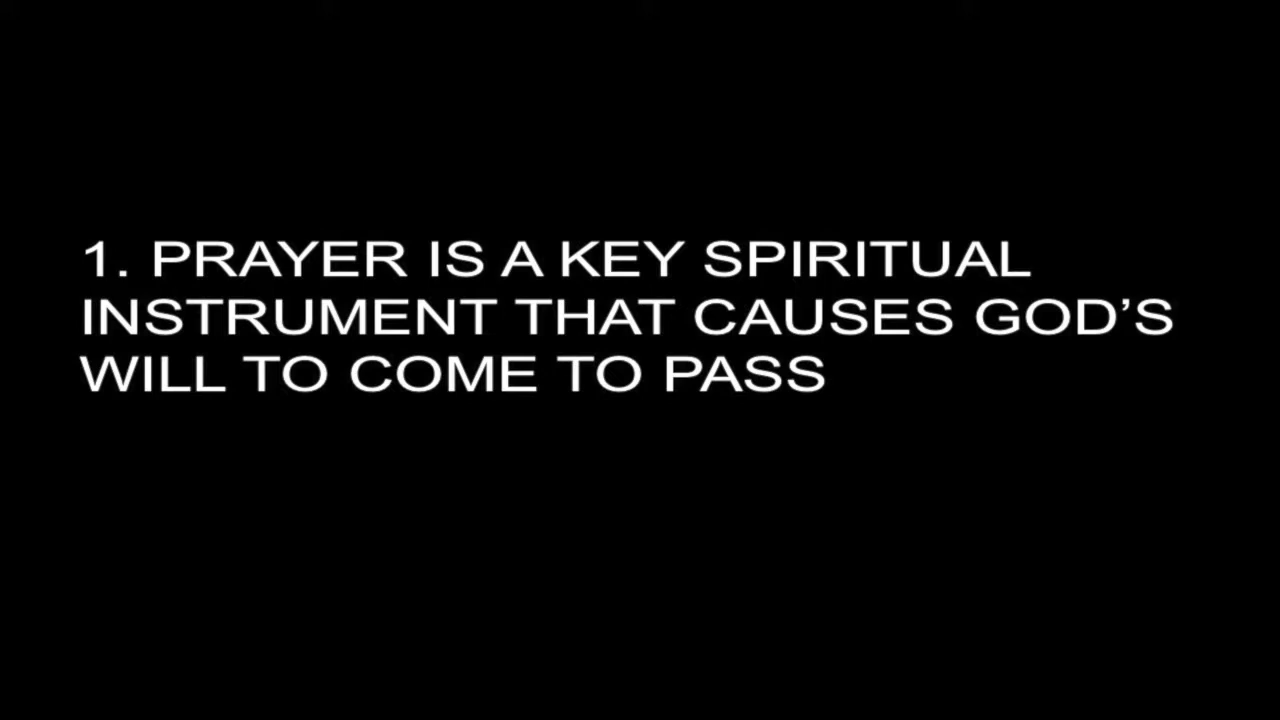 1. PRAYER IS A KEY SPIRITUAL
INSTRUMENT THAT CAUSES GOD’S
WILL TO COME TO PASS